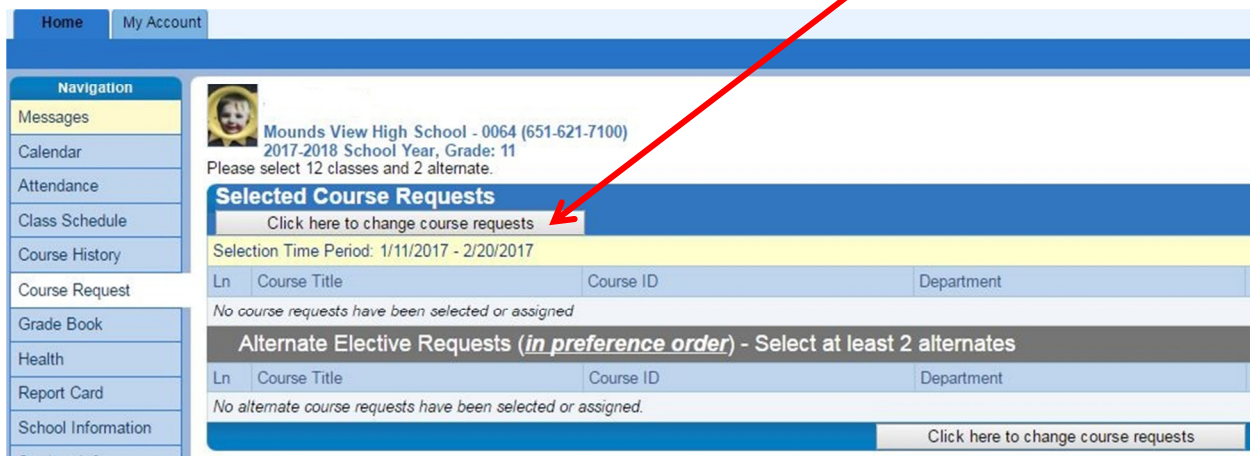 Home My Account
Navigation
Messages
Calendar
Attendance
Class Schedule
Course History
Course Request
Grade Book
Health
Report Card
School Information
Mounds View High School - 0064 (651-621-7100)
2017-2018 School Year, Grade: 11
Please select 12 classes and 2 alternate.
Selected Course Requests
Click here to change course requests
Selection Time Period: 1/11/2017 - 2/20/2017
Ln Course Title Course ID Department
No course requests have been selected or assigned
Alternate Elective Requests (in preference order) - Select at least 2 alternates
Ln Course Title Course ID Department
No alternate course requests have been selected or assigned.
Click here to change course requests